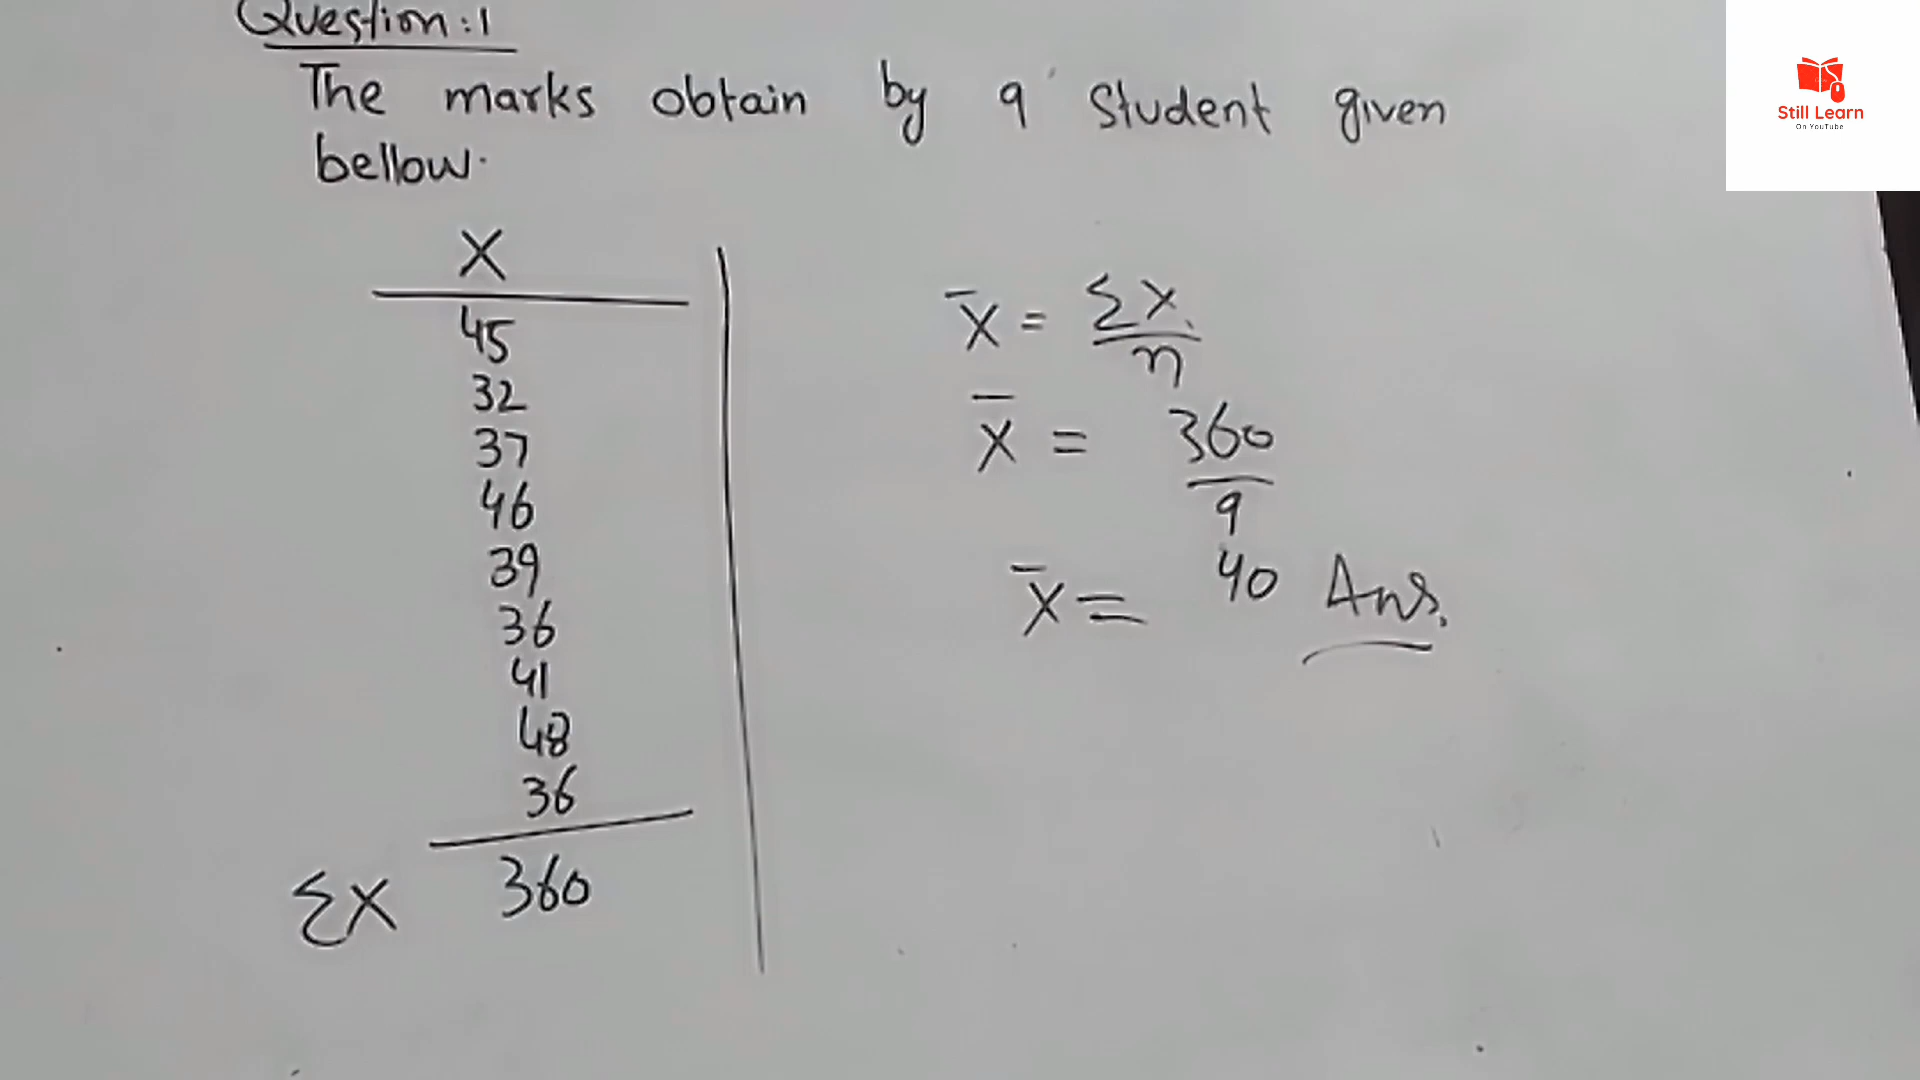 Question:1
The marks obtain by 9 Student given
bellow.
X
45
32
37
46
39
36
41
48
36
ΣX 360
X̄ = ΣX / n
X̄ = 360 / 9
X̄ = 40 Ans.
Still Learn
On YouTube